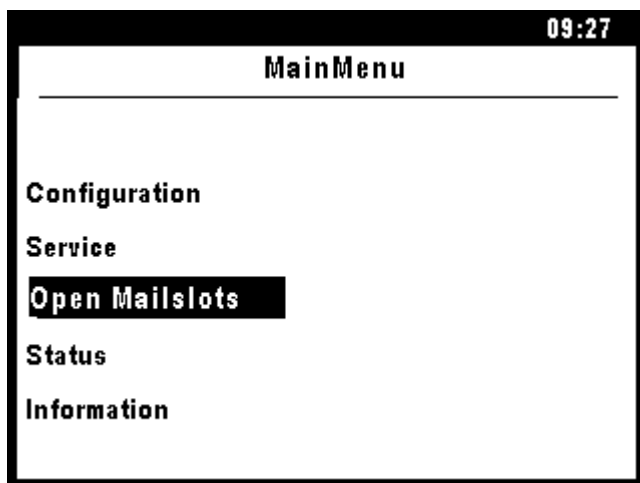 09:27
MainMenu
Configuration
Service
Open Mailslots
Status
Information